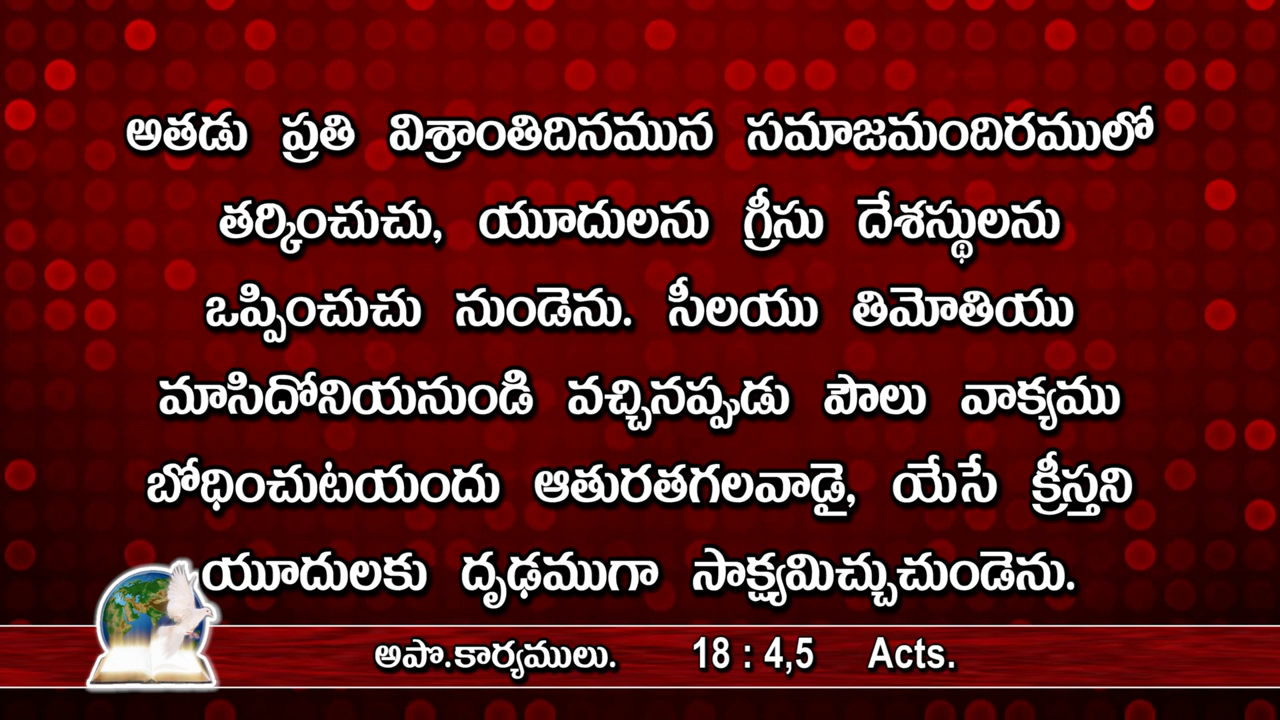 అతడు ప్రతి విశ్రాంతిదినమున సమాజమందిరములో
తర్కించుచు, యూదులను గ్రీసు దేశస్థులను
ఒప్పించుచు నుండెను. సీలయు తిమోతియు
మాసిదోనియనుండి వచ్చినప్పుడు పౌలు వాక్యము
బోధించుటయందు ఆతురతగలవాడై, యేసే క్రీస్తని
యూదులకు దృఢముగా సాక్ష్యమిచ్చుచుండెను.
అపొ.కార్యములు. 18 : 4,5 Acts.